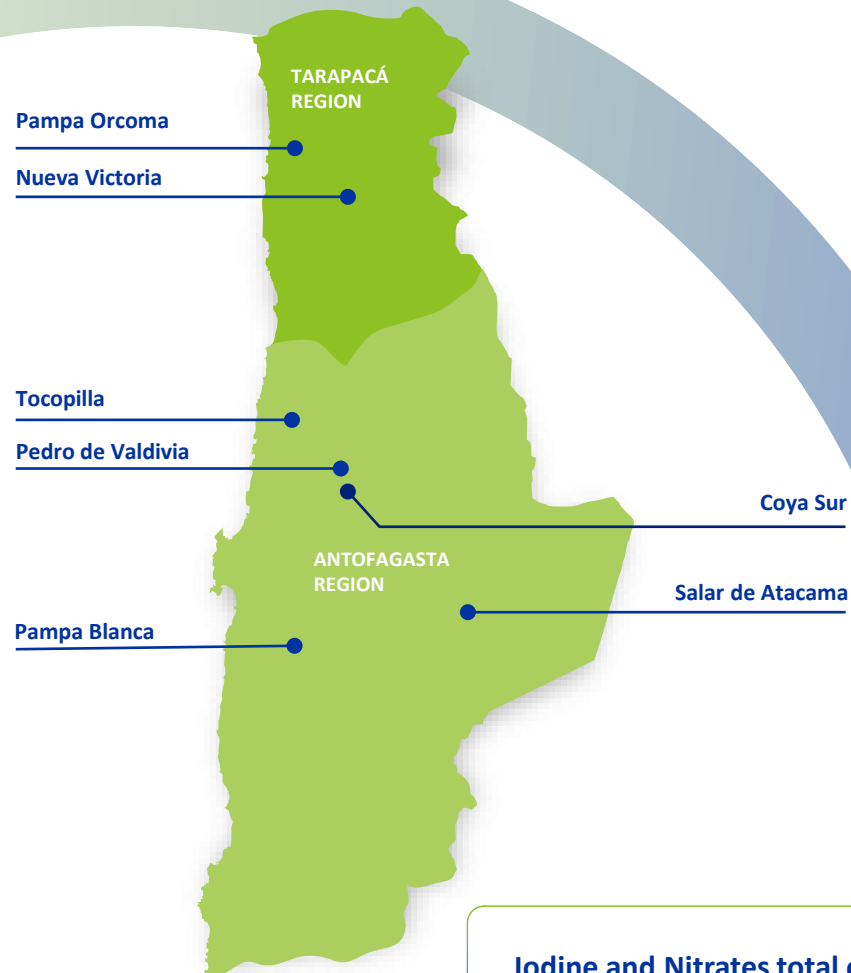 TARAPACÁ
REGION
Pampa Orcoma
Nueva Victoria
Tocopilla
Pedro de Valdivia
Coya Sur
ANTOFAGASTA
REGION
Salar de Atacama
Pampa Blanca
Iodine and Nitrates total